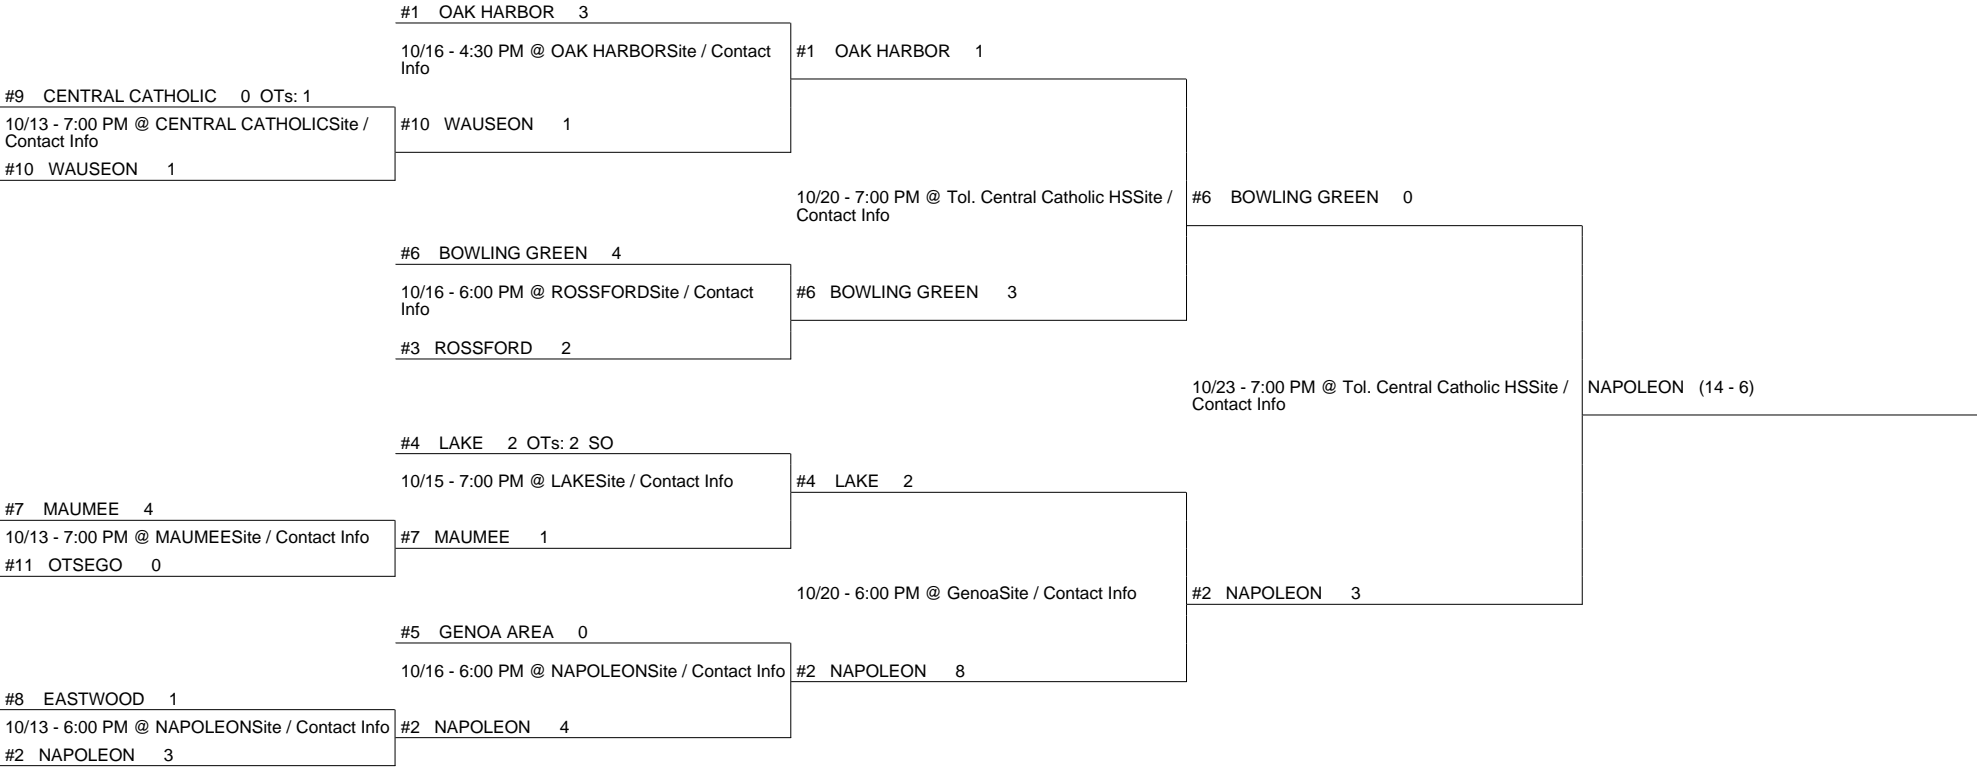 #1 OAK HARBOR 3
10/16 - 4:30 PM @ OAK HARBORSite / Contact
Info
#1 OAK HARBOR 1
#9 CENTRAL CATHOLIC 0 OTs: 1
10/13 - 7:00 PM @ CENTRAL CATHOLICSite /
Contact Info
#10 WAUSEON 1
#10 WAUSEON 1
10/20 - 7:00 PM @ Tol. Central Catholic HSSite /
Contact Info
#6 BOWLING GREEN 0
#6 BOWLING GREEN 4
10/16 - 6:00 PM @ ROSSFORDSite / Contact
Info
#6 BOWLING GREEN 3
#3 ROSSFORD 2
10/23 - 7:00 PM @ Tol. Central Catholic HSSite /
Contact Info
NAPOLEON (14 - 6)
#4 LAKE 2 OTs: 2 SO
10/15 - 7:00 PM @ LAKESite / Contact Info
#4 LAKE 2
#7 MAUMEE 4
10/13 - 7:00 PM @ MAUMEESite / Contact Info
#7 MAUMEE 1
#11 OTSEGO 0
10/20 - 6:00 PM @ GenoaSite / Contact Info
#2 NAPOLEON 3
#5 GENOA AREA 0
10/16 - 6:00 PM @ NAPOLEONSite / Contact Info
#2 NAPOLEON 8
#8 EASTWOOD 1
10/13 - 6:00 PM @ NAPOLEONSite / Contact Info
#2 NAPOLEON 4
#2 NAPOLEON 3